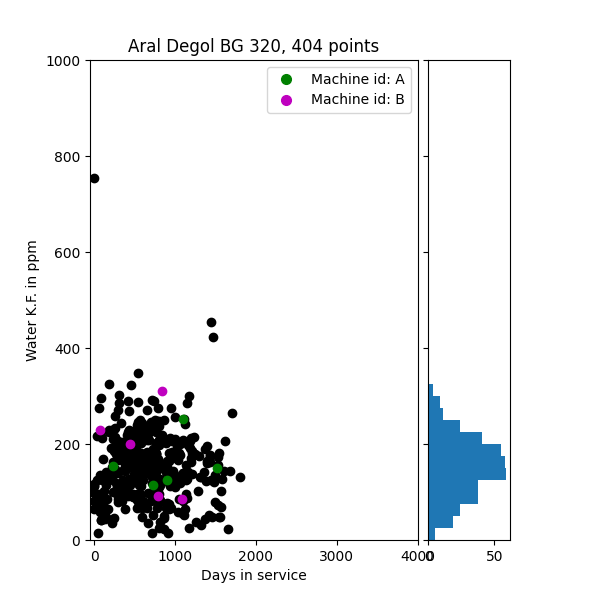 Aral Degol BG 320, 404 points
Machine id: A
Machine id: B
Water K.F. in ppm
1000
800
600
400
200
0
0 1000 2000 3000 4000
0 50
Days in service